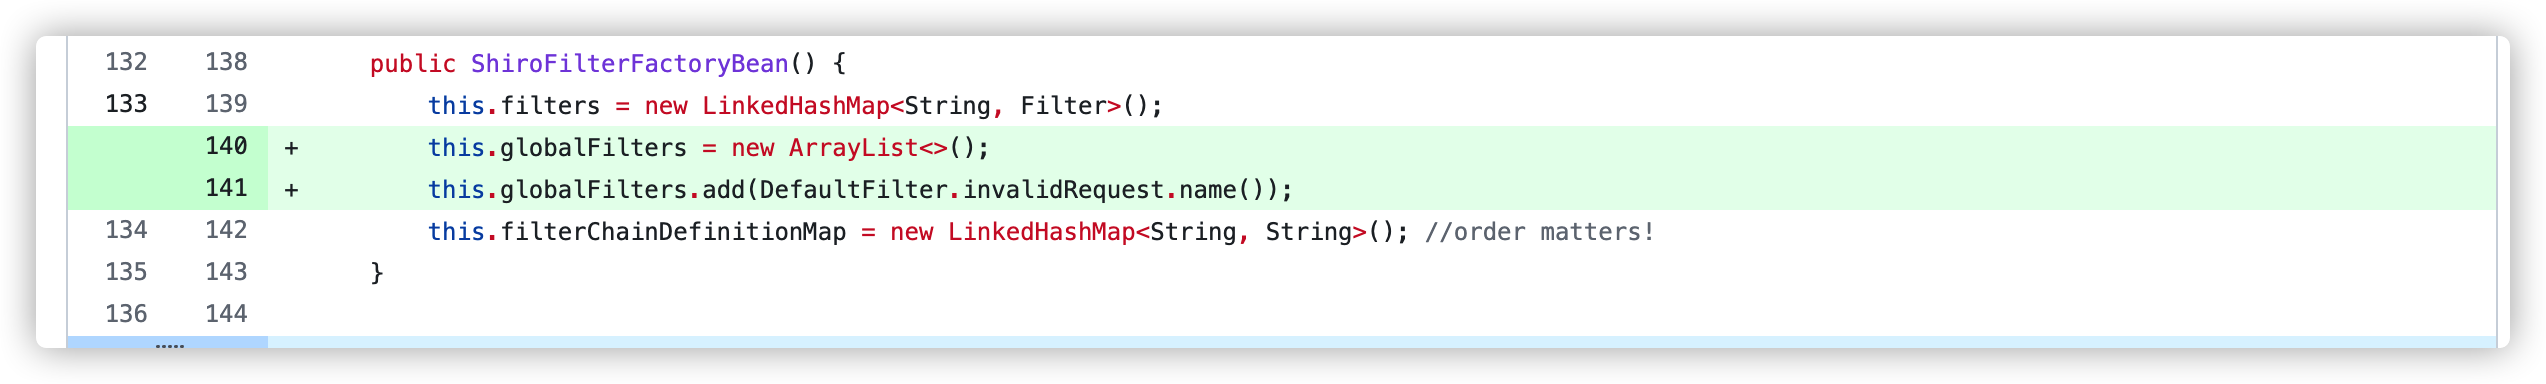 132 138 public ShiroFilterFactoryBean() {
133 139 this.filters = new LinkedHashMap<String, Filter>();
140 + this.globalFilters = new ArrayList<>();
141 + this.globalFilters.add(DefaultFilter.invalidRequest.name());
134 142 this.filterChainDefinitionMap = new LinkedHashMap<String, String>(); //order matters!
135 143 }
136 144